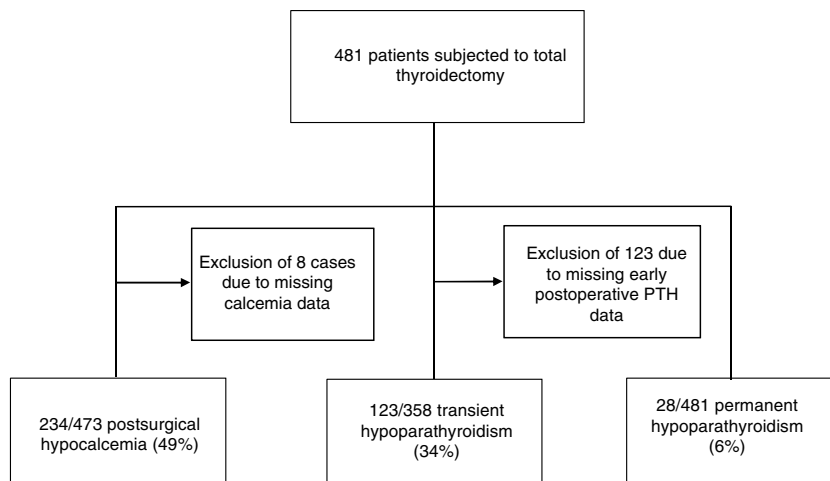 481 patients subjected to total
thyroidectomy
Exclusion of 8 cases
due to missing
calcemia data
Exclusion of 123 due
to missing early
postoperative PTH
data
234/473 postsurgical
hypocalcemia (49%)
123/358 transient
hypoparathyroidism
(34%)
28/481 permanent
hypoparathyroidism
(6%)